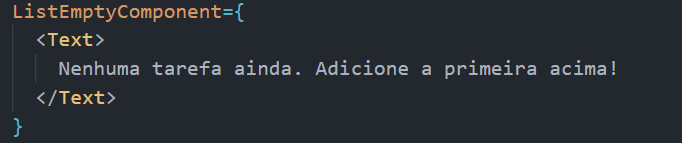 ListEmptyComponent={
<Text>
Nenhuma tarefa ainda. Adicione a primeira acima!
</Text>
}